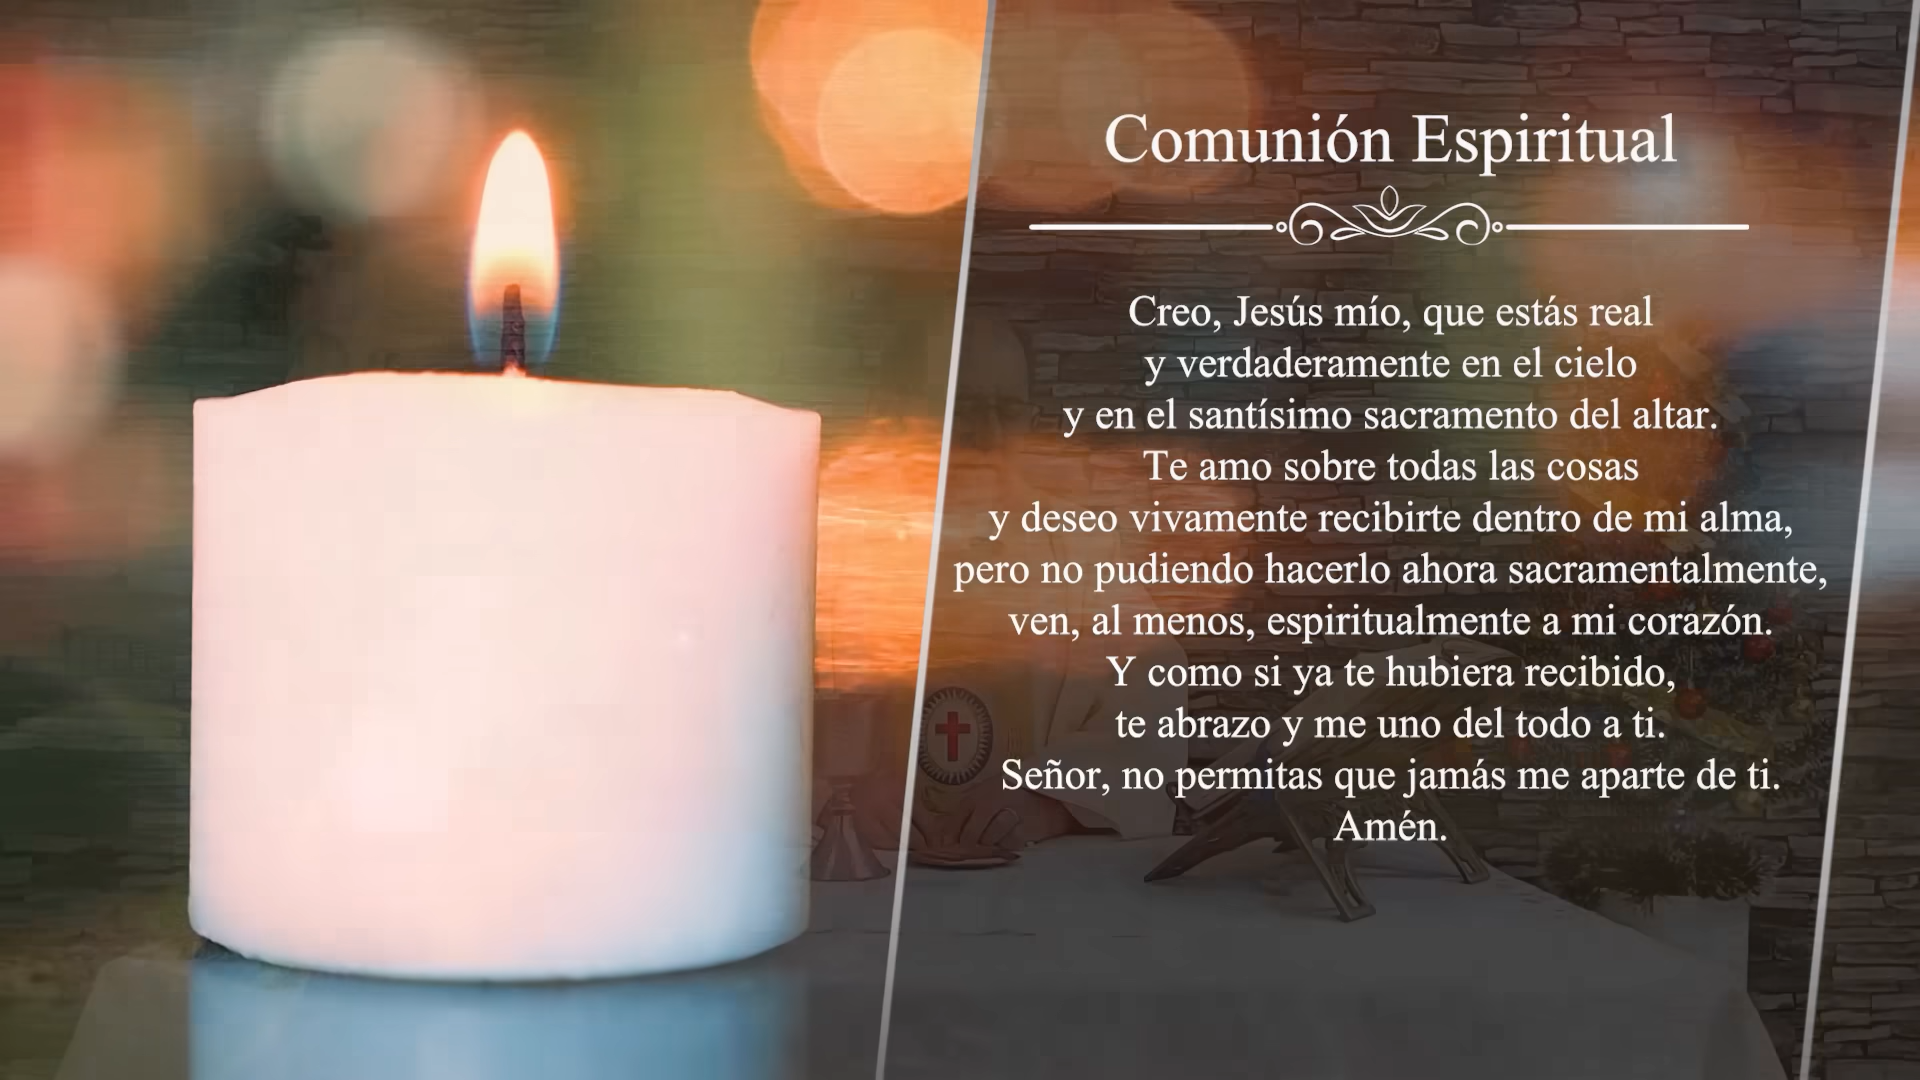 Comunión Espiritual
Creo, Jesús mío, que estás real
y verdaderamente en el cielo
y en el santísimo sacramento del altar.
Te amo sobre todas las cosas
y deseo vivamente recibirte dentro de mi alma,
pero no pudiendo hacerlo ahora sacramentalmente,
ven, al menos, espiritualmente a mi corazón.
Y como si ya te hubiera recibido,
te abrazo y me uno del todo a ti.
Señor, no permitas que jamás me aparte de ti.
Amén.